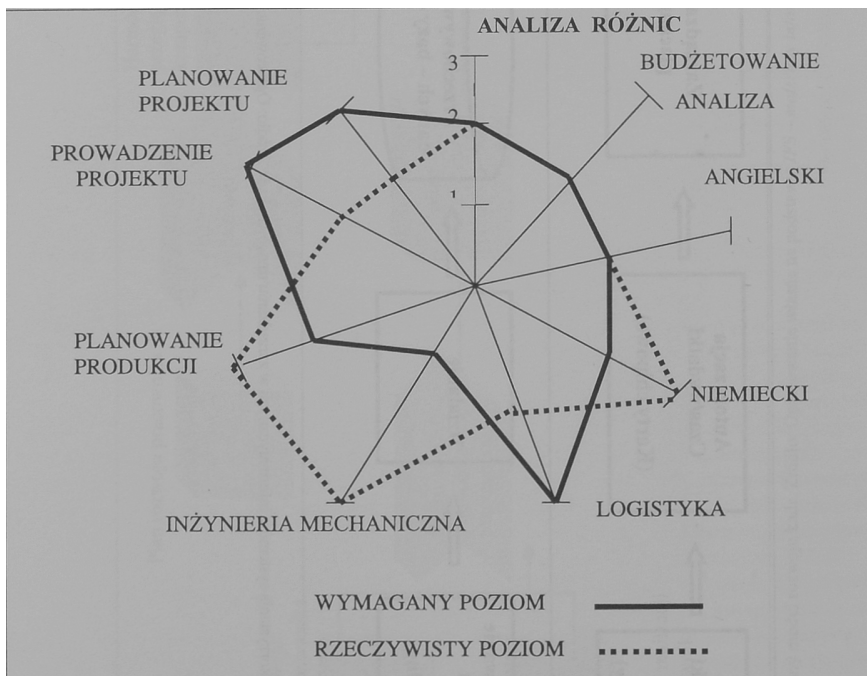 ANALIZA RÓŻNIC
3
2
1
BUDŻETOWANIE
ANALIZA
ANGIELSKI
NIEMIECKI
LOGISTYKA
INŻYNIERIA MECHANICZNA
PLANOWANIE
PRODUKCJI
PROWADZENIE
PROJEKTU
PLANOWANIE
PROJEKTU
WYMAGANY POZIOM
RZECZYWISTY POZIOM